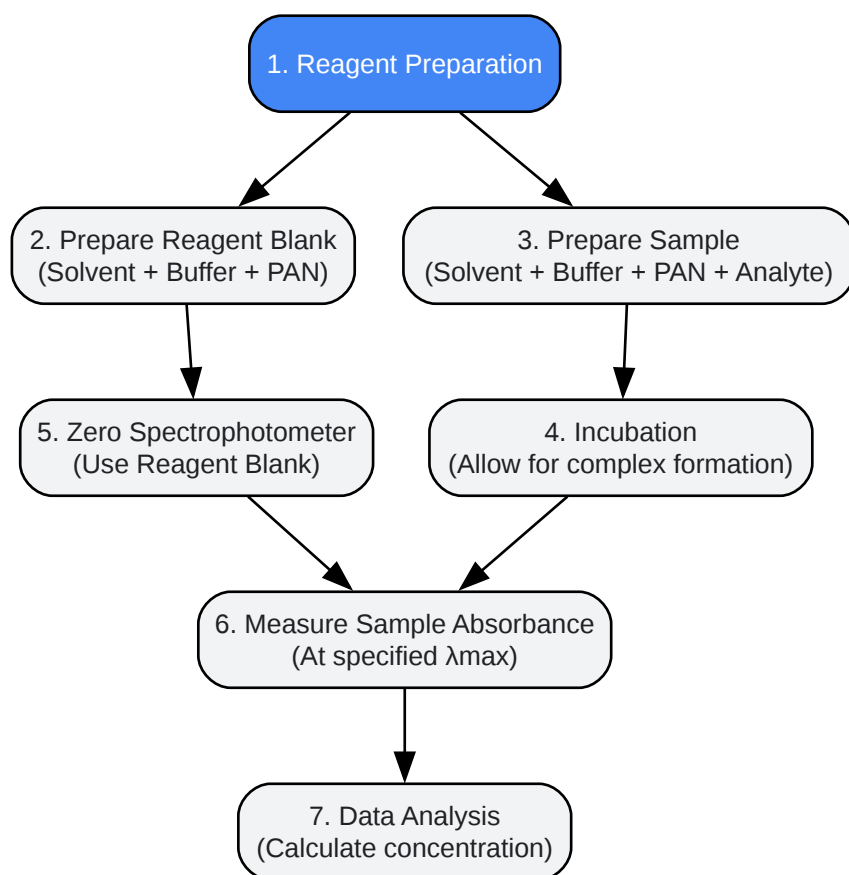 1. Reagent Preparation
2. Prepare Reagent Blank
(Solvent + Buffer + PAN)
3. Prepare Sample
(Solvent + Buffer + PAN + Analyte)
5. Zero Spectrophotometer
(Use Reagent Blank)
4. Incubation
(Allow for complex formation)
6. Measure Sample Absorbance
(At specified λmax)
7. Data Analysis
(Calculate concentration)